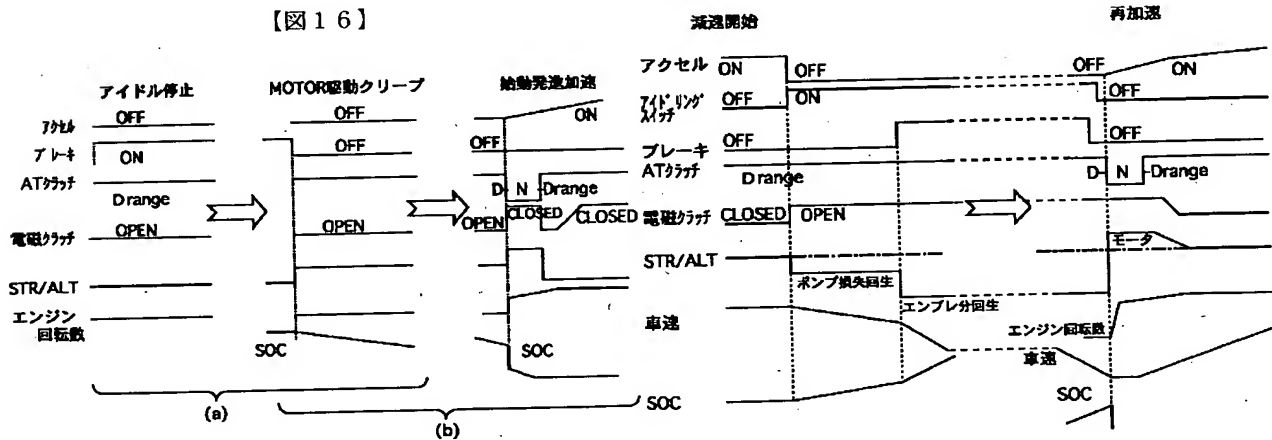 【図16】
アイドル停止
アクセル OFF
ブレーキ ON
ATクラッチ
Drange
電磁クラッチ OPEN
STR/ALT
エンジン
回転数
(a)
MOTOR駆動クリープ
OFF
OFF
OPEN
SOC
(b)
始動発進加速
ON
OFF
D N Drange
OPEN CLOSED CLOSED
SOC
減速開始
アクセル ON OFF
アイドリング
スイッチ OFF ON
ブレーキ OFF
ATクラッチ
Drange
電磁クラッチ CLOSED OPEN
STR/ALT
ポンプ損失回生
エンブレ分回生
車速
SOC
再加速
OFF ON
OFF
OFF
D N Drange
モータ
エンジン回転数
車速
SOC